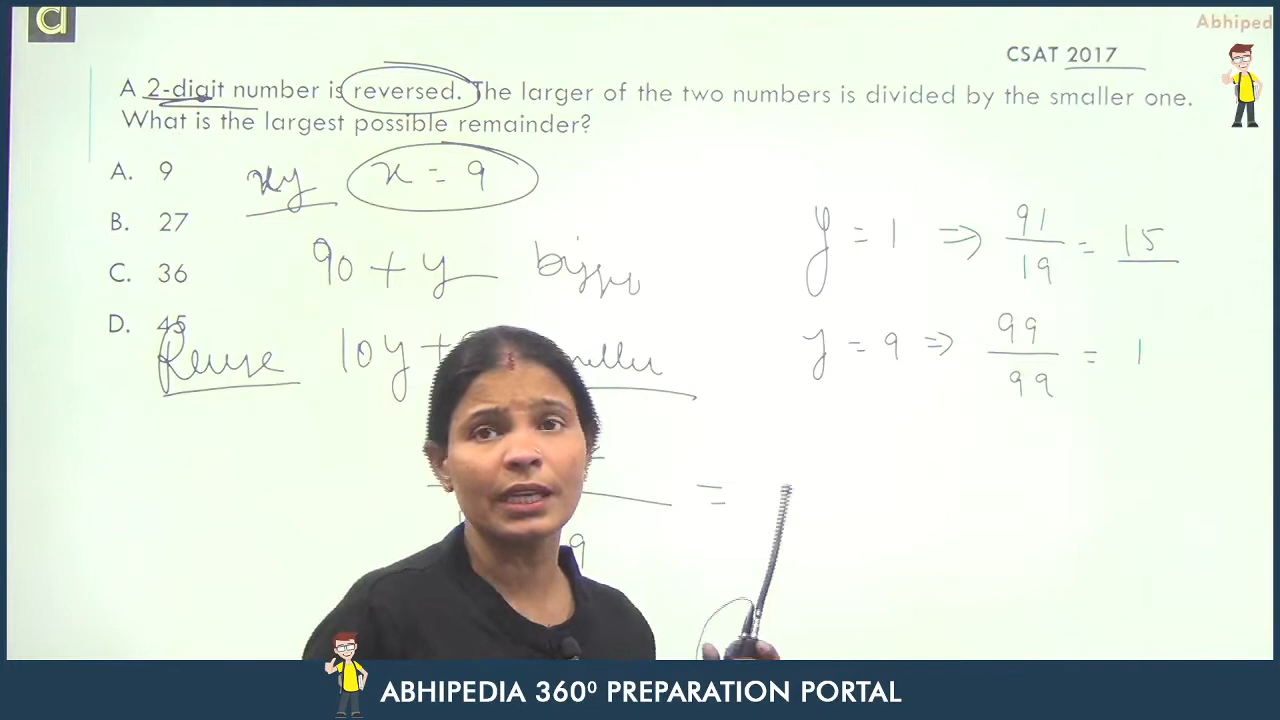 a
Abhiped
CSAT 2017
A 2-digit number is reversed. The larger of the two numbers is divided by the smaller one.
What is the largest possible remainder?
A. 9
B. 27
C. 36
D. 45
xy x = 9
90 + y bigger
Reverse 10y +
y = 1 ⇒ 91/19 = 15
y = 9 ⇒ 99/99 = 1
=
9
ABHIPEDIA 360⁰ PREPARATION PORTAL